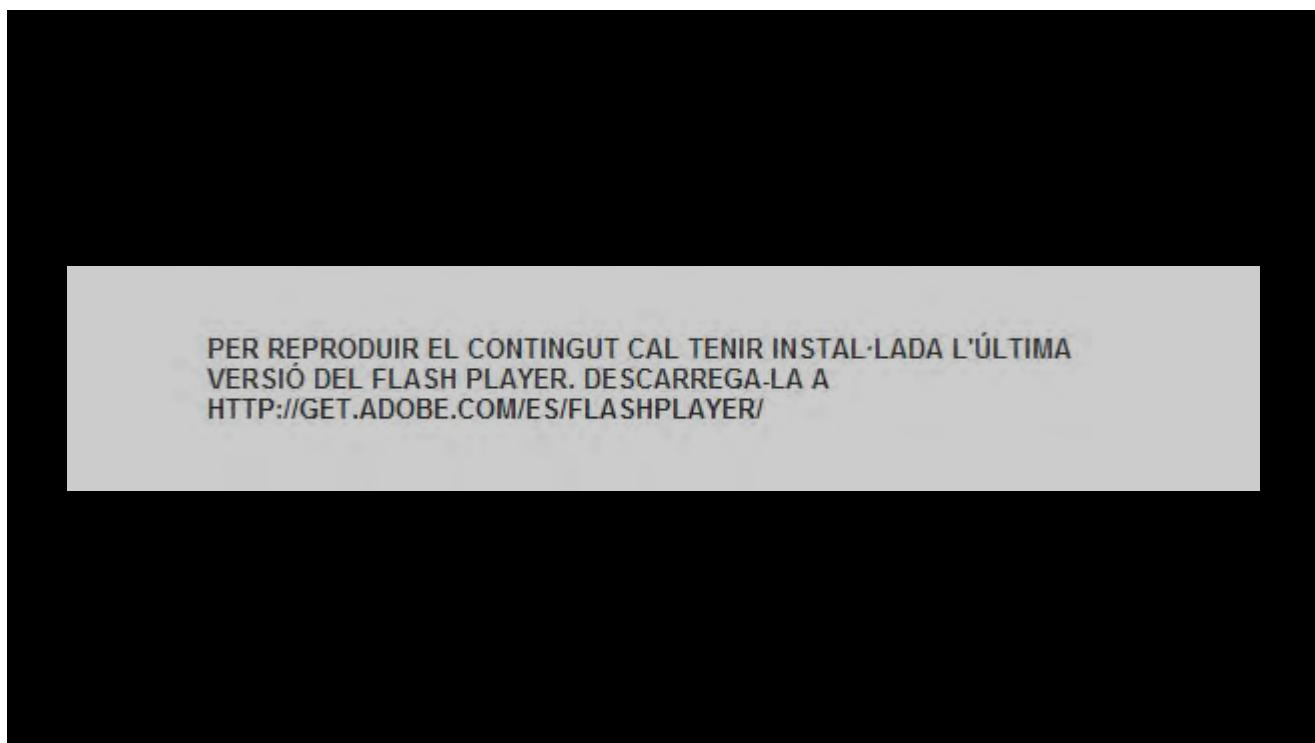 PER REPRODUIR EL CONTINGUT CAL TENIR INSTAL·LADA L'ÚLTIMA
VERSIÓ DEL FLASH PLAYER. DESCARREGA-LA A
HTTP://GET.ADOBE.COM/ES/FLASHPLAYER/